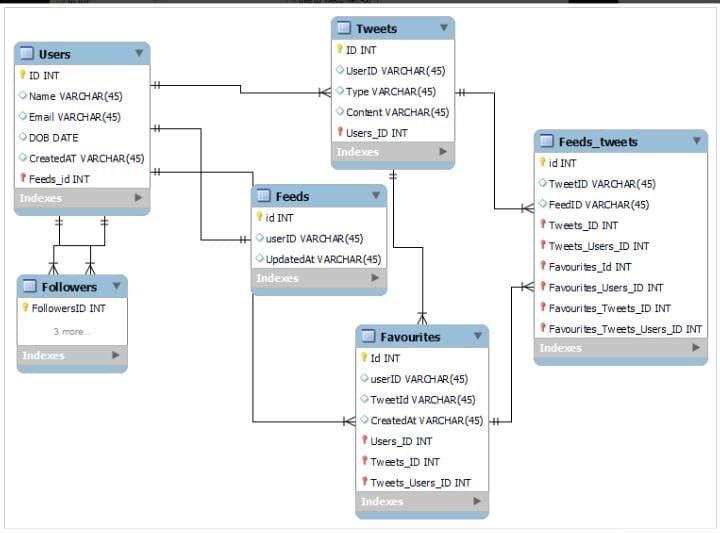 Users
ID INT
Name VARCHAR(45)
Email VARCHAR(45)
DOB DATE
CreatedAT VARCHAR(45)
Feeds_id INT
Indexes
Tweets
ID INT
UserID VARCHAR(45)
Type VARCHAR(45)
Content VARCHAR(45)
Users_ID INT
Indexes
Feeds_tweets
id INT
TweetID VARCHAR(45)
FeedID VARCHAR(45)
Tweets_ID INT
Tweets_Users_ID INT
Favourites_Id INT
Favourites_Users_ID INT
Favourites_Tweets_ID INT
Favourites_Tweets_Users_ID INT
Indexes
Feeds
id INT
userID VARCHAR(45)
UpdatedAt VARCHAR(45)
Indexes
Followers
FollowersID INT
3 more...
Indexes
Favourites
Id INT
userID VARCHAR(45)
TweetId VARCHAR(45)
CreatedAt VARCHAR(45)
Users_ID INT
Tweets_ID INT
Tweets_Users_ID INT
Indexes